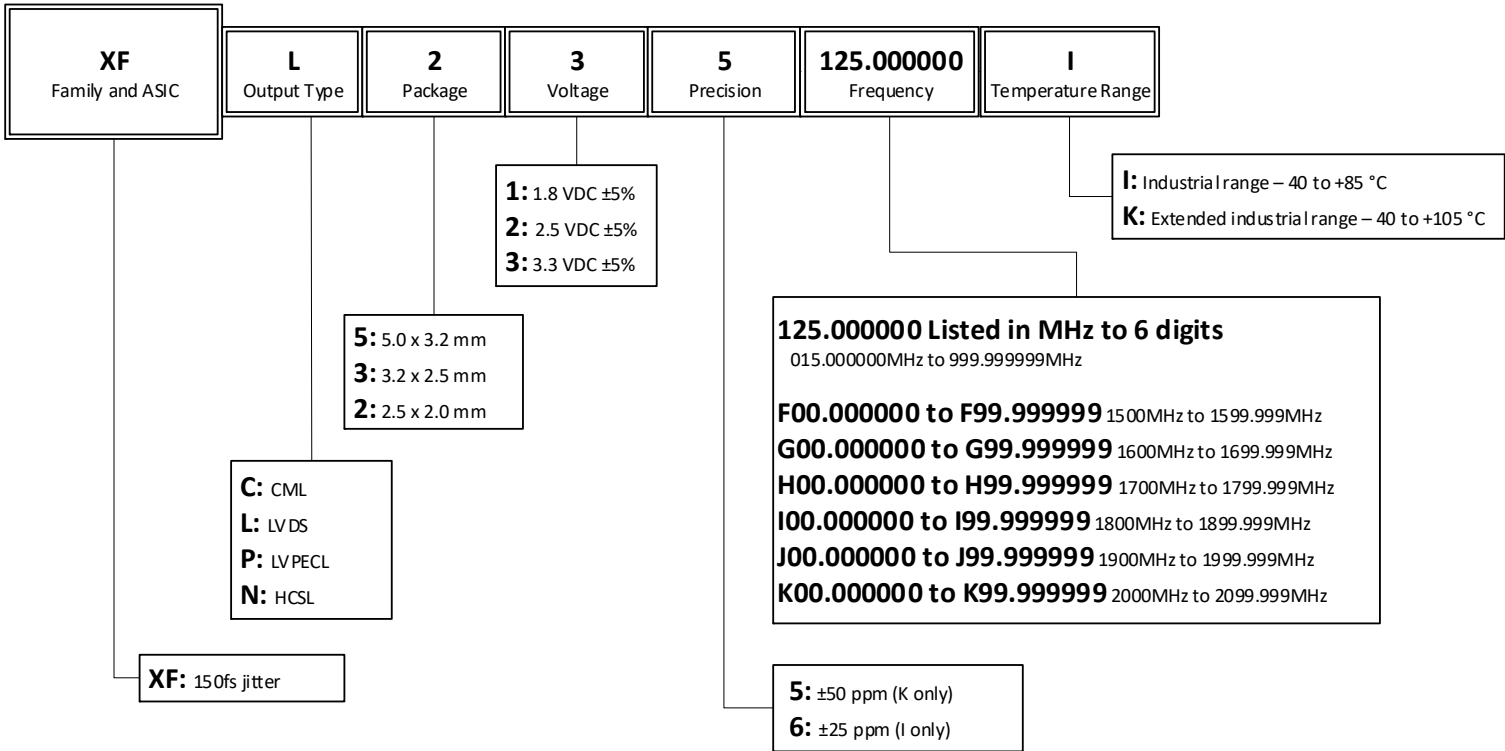 XF
Family and ASIC
L
Output Type
2
Package
3
Voltage
5
Precision
125.000000
Frequency
I
Temperature Range
I: Industrial range – 40 to +85 °C
K: Extended industrial range – 40 to +105 °C
1: 1.8 VDC ±5%
2: 2.5 VDC ±5%
3: 3.3 VDC ±5%
125.000000 Listed in MHz to 6 digits
015.000000MHz to 999.999999MHz
F00.000000 to F99.999999 1500MHz to 1599.999MHz
G00.000000 to G99.999999 1600MHz to 1699.999MHz
H00.000000 to H99.999999 1700MHz to 1799.999MHz
I00.000000 to I99.999999 1800MHz to 1899.999MHz
J00.000000 to J99.999999 1900MHz to 1999.999MHz
K00.000000 to K99.999999 2000MHz to 2099.999MHz
5: 5.0 x 3.2 mm
3: 3.2 x 2.5 mm
2: 2.5 x 2.0 mm
C: CML
L: LVDS
P: LVPECL
N: HCSL
XF: 150fs jitter
5: ±50 ppm (K only)
6: ±25 ppm (I only)